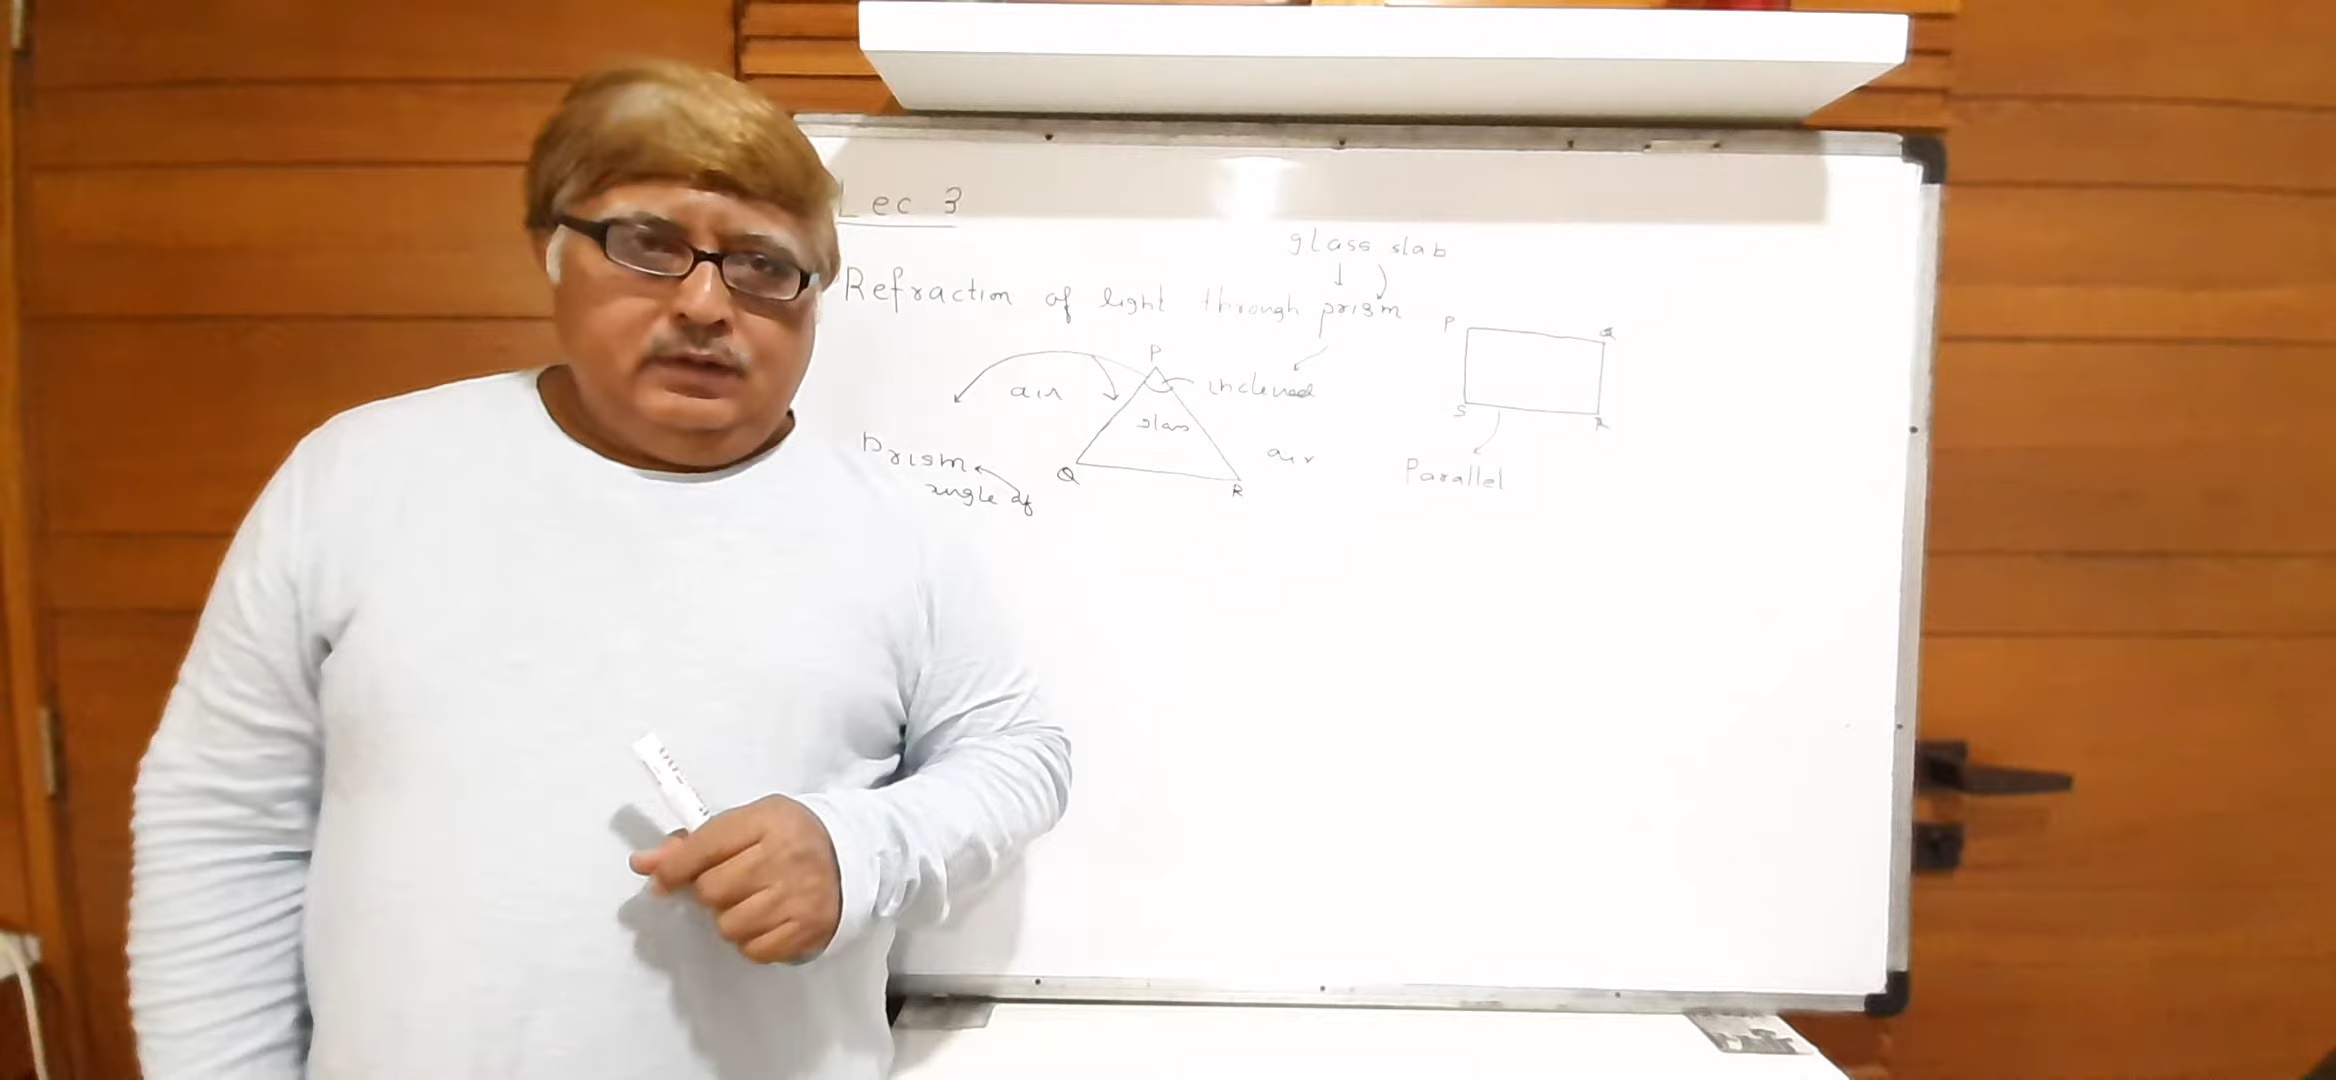 Lec 3
glass slab
Refraction of light through prism
P
air
inclined
glass
Q
R
air
Prism
angle of
P
Q
S
R
Parallel